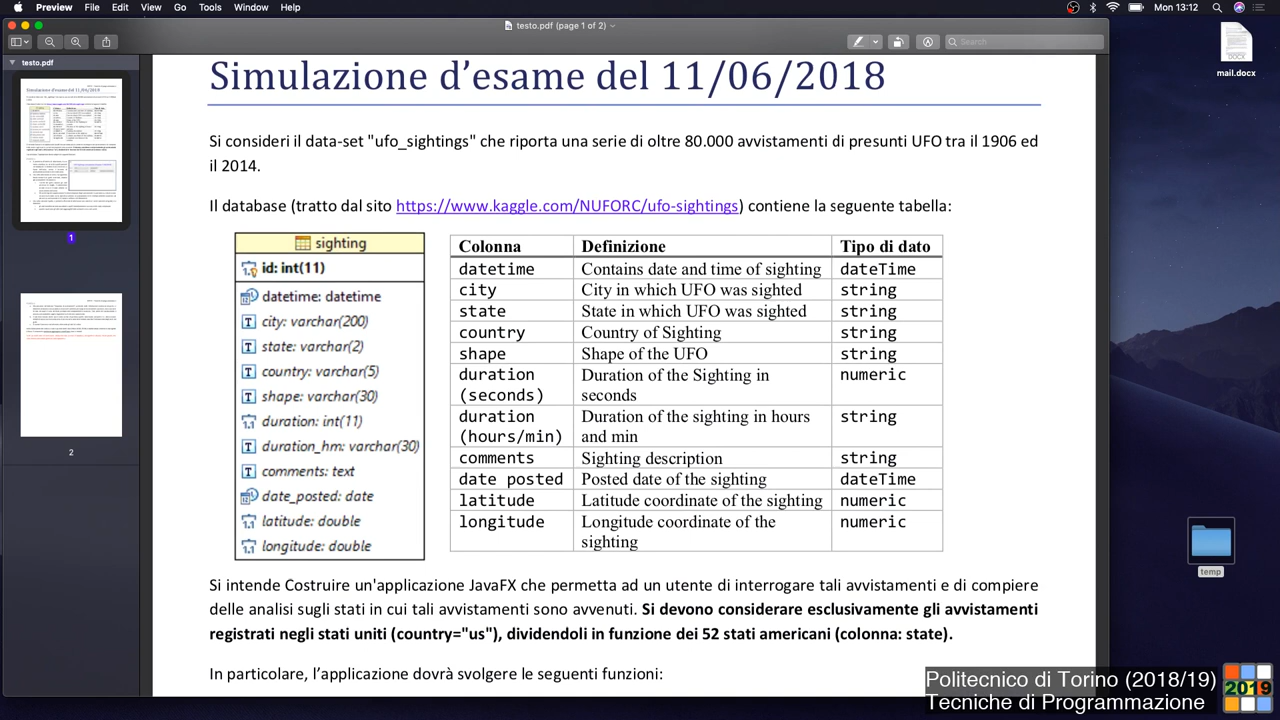 Preview File Edit View Go Tools Window Help
Mon 13:12
testo.pdf (page 1 of 2)
Search
testo.pdf
1
2
mail.docx
temp
Simulazione d'esame del 11/06/2018
Si consideri il data-set "ufo_sightings" che riporta una serie di oltre 80.000 avvistamenti di presunti UFO tra il 1906 ed
il 2014.
Il database (tratto dal sito https://www.kaggle.com/NUFORC/ufo-sightings) contiene la seguente tabella:
sighting
id: int(11)
datetime: datetime
city: varchar(200)
state: varchar(2)
country: varchar(5)
shape: varchar(30)
duration: int(11)
duration_hm: varchar(30)
comments: text
date_posted: date
latitude: double
longitude: double
Colonna Definizione Tipo di dato
datetime Contains date and time of sighting dateTime
city City in which UFO was sighted string
state State in which UFO was sighted string
country Country of Sighting string
shape Shape of the UFO string
duration Duration of the Sighting in numeric
(seconds) seconds
duration Duration of the sighting in hours string
(hours/min) and min
comments Sighting description string
date posted Posted date of the sighting dateTime
latitude Latitude coordinate of the sighting numeric
longitude Longitude coordinate of the numeric
sighting
Si intende Costruire un'applicazione JavaFX che permetta ad un utente di interrogare tali avvistamenti e di compiere
delle analisi sugli stati in cui tali avvistamenti sono avvenuti. Si devono considerare esclusivamente gli avvistamenti
registrati negli stati uniti (country="us"), dividendoli in funzione dei 52 stati americani (colonna: state).
In particolare, l'applicazione dovrà svolgere le seguenti funzioni:
Politecnico di Torino (2018/19)
Tecniche di Programmazione
2019